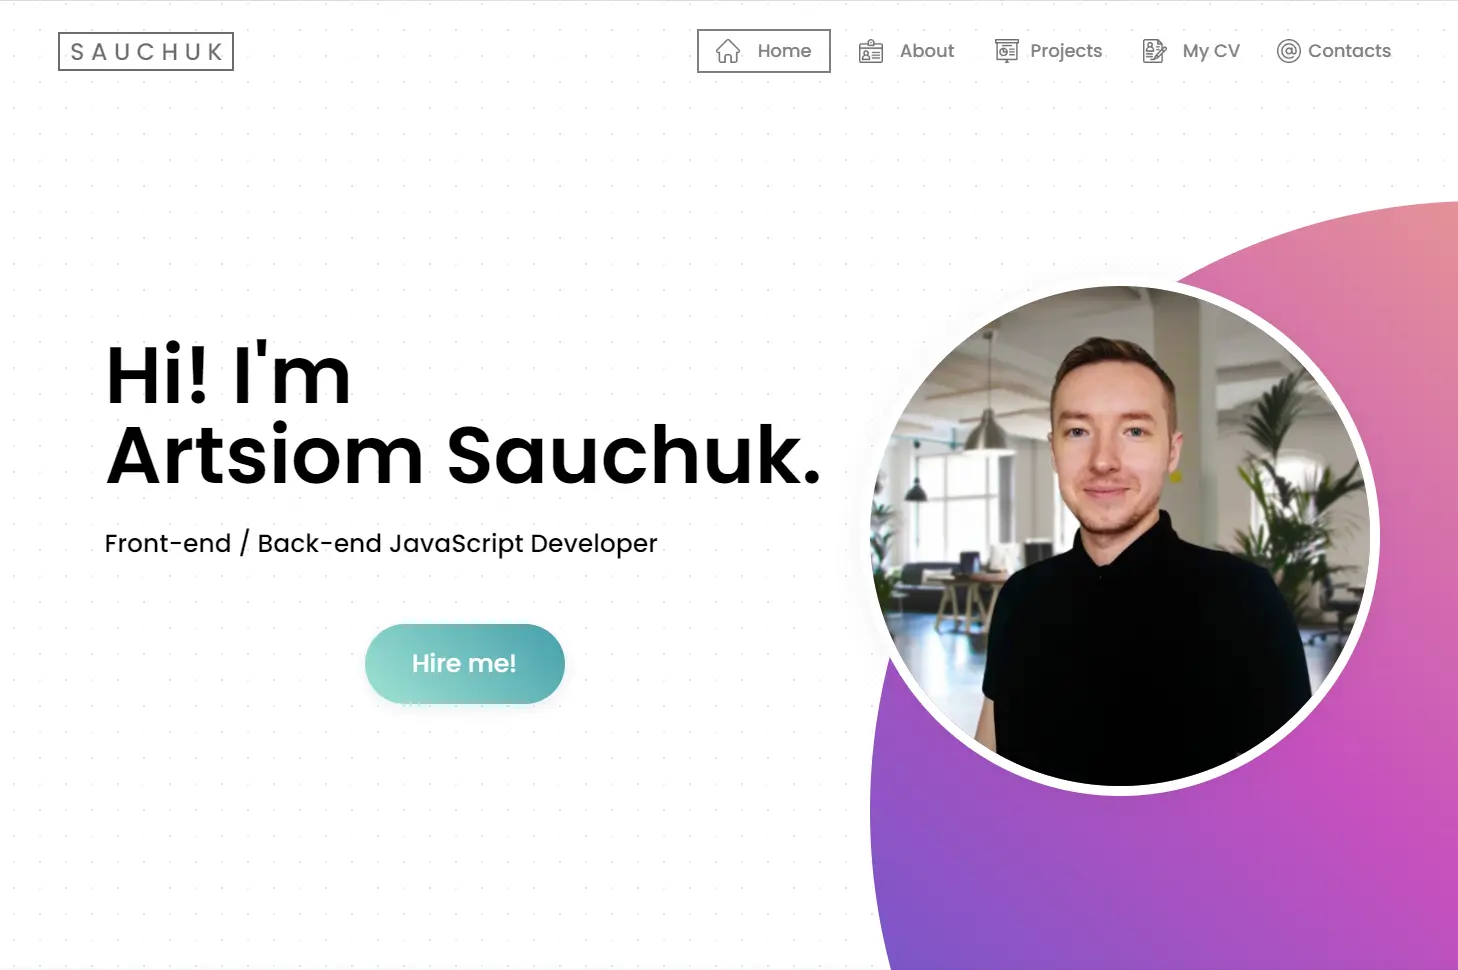 SAUCHUK
Home
About
Projects
My CV
Contacts
Hi! I'm
Artsiom Sauchuk.
Front-end / Back-end JavaScript Developer
Hire me!